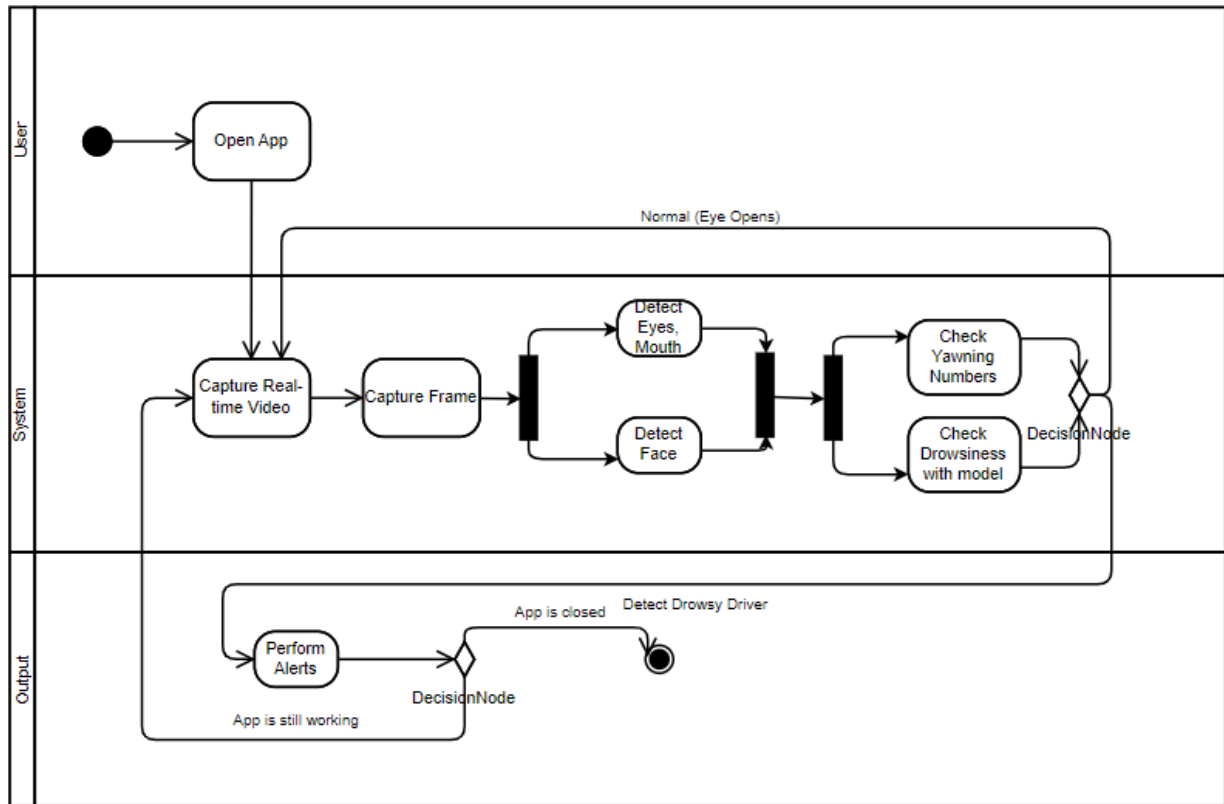 User
Open App
Normal (Eye Opens)
System
Capture Real-
time Video
Capture Frame
Detect
Eyes,
Mouth
Detect
Face
Check
Yawning
Numbers
Check
Drowsiness
with model
DecisionNode
Output
Detect Drowsy Driver
App is closed
Perform
Alerts
DecisionNode
App is still working